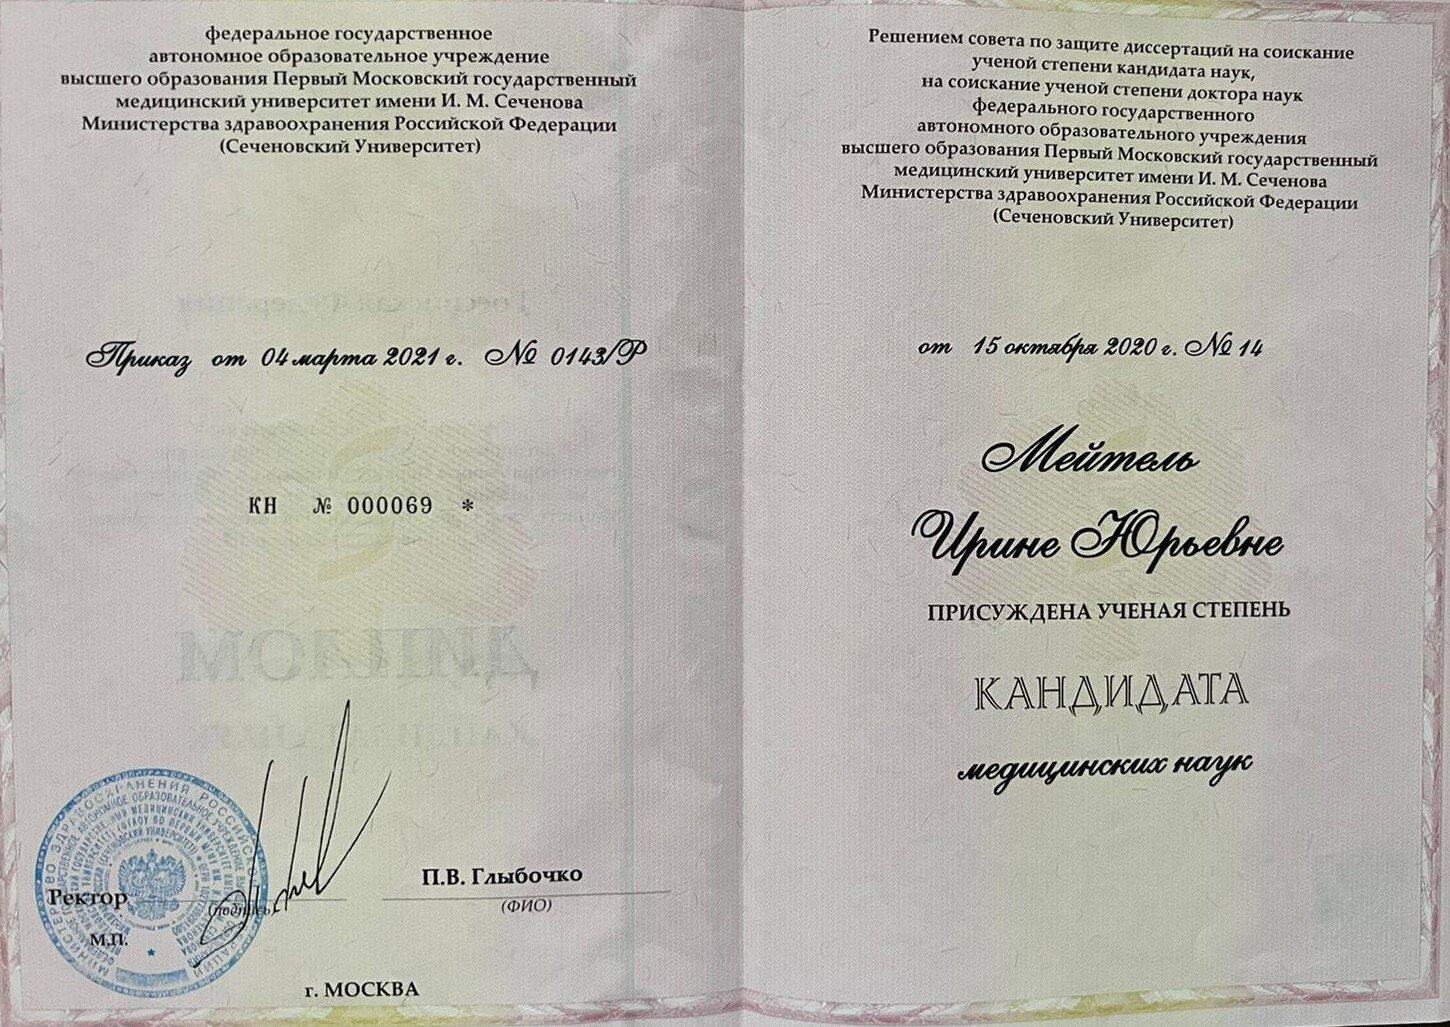 федеральное государственное
автономное образовательное учреждение
высшего образования Первый Московский государственный
медицинский университет имени И. М. Сеченова
Министерства здравоохранения Российской Федерации
(Сеченовский Университет)
Приказ от 04 марта 2021 г. № 0143/Р
КН № 000069 *
Ректор
(подпись)
П.В. Глыбочко
(ФИО)
М.П.
г. МОСКВА
Решением совета по защите диссертаций на соискание
ученой степени кандидата наук,
на соискание ученой степени доктора наук
федерального государственного
автономного образовательного учреждения
высшего образования Первый Московский государственный
медицинский университет имени И. М. Сеченова
Министерства здравоохранения Российской Федерации
(Сеченовский Университет)
от 15 октября 2020 г. № 14
Мейтель
Ирине Юрьевне
ПРИСУЖДЕНА УЧЕНАЯ СТЕПЕНЬ
КАНДИДАТА
медицинских наук